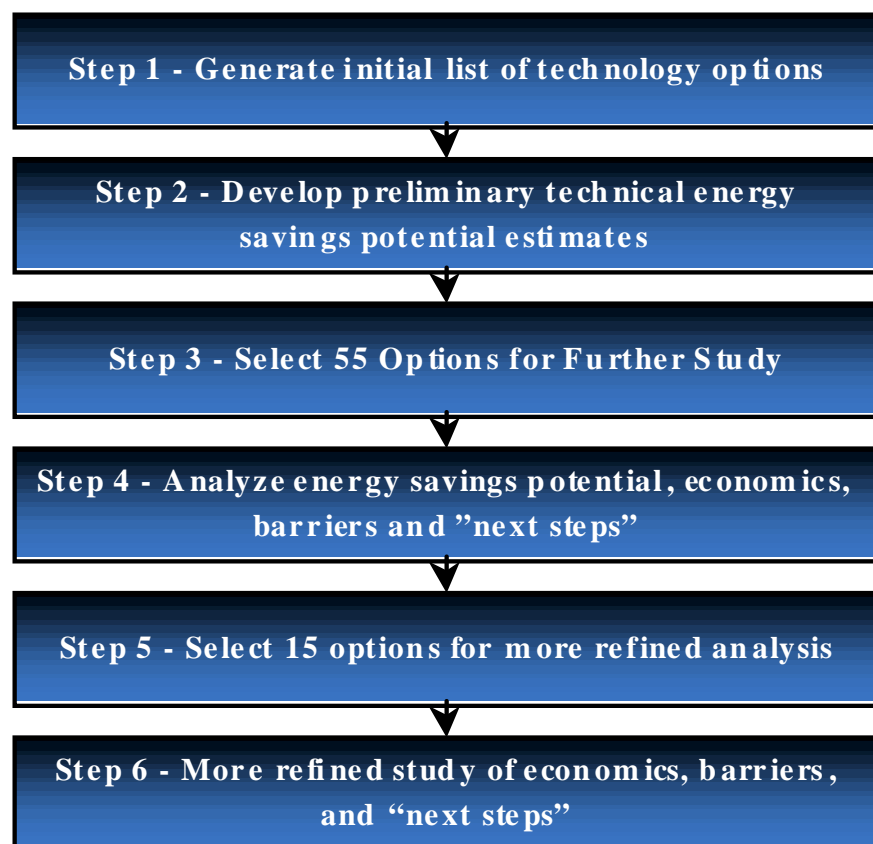 Step 1 - Generate initial list of technology options
Step 2 - Develop preliminary technical energy
savings potential estimates
Step 3 - Select 55 Options for Further Study
Step 4 - Analyze energy savings potential, economics,
barriers and ”next steps”
Step 5 - Select 15 options for more refined analysis
Step 6 - More refined study of economics, barriers,
and “next steps”